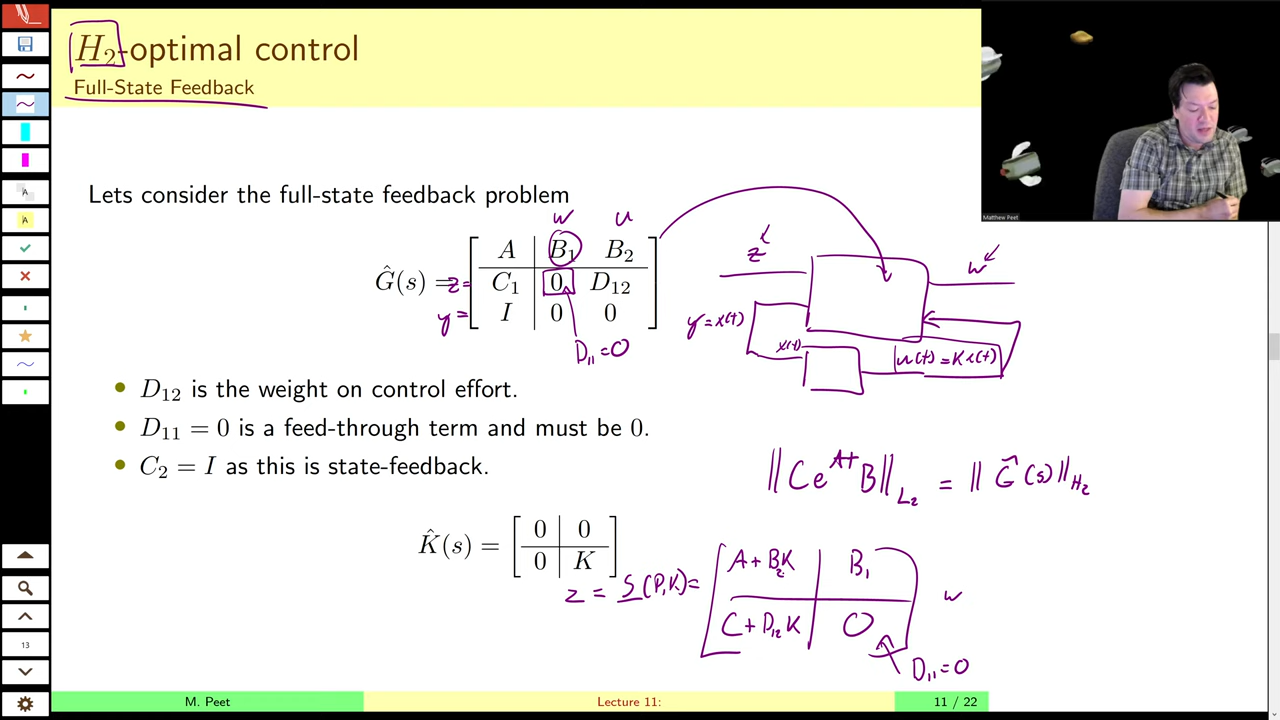 H₂-optimal control
Full-State Feedback
Matthew Peet
Lets consider the full-state feedback problem
w u
Ĝ(s) = [ A | B₁ B₂
z = C₁ | 0 D₁₂
y = I | 0 0 ]
D₁₁=0
z
w
y=x(t)
x(t)
u(t)=Kx(t)
• D₁₂ is the weight on control effort.
• D₁₁ = 0 is a feed-through term and must be 0.
• C₂ = I as this is state-feedback.
‖Ce^{At}B‖_{L₂} = ‖Ĝ(s)‖_{H₂}
K̂(s) = [ 0 | 0
0 | K ]
z = S(P,K) = [ A+B₂K | B₁
C+D₁₂K | 0 ] w
D₁₁=0
13
M. Peet Lecture 11: 11 / 22